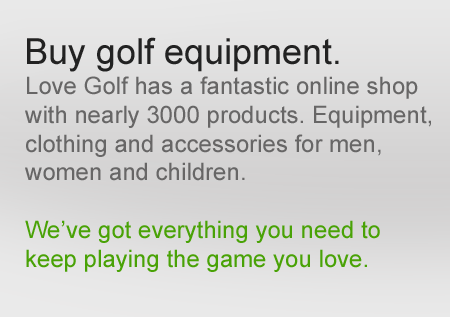 Buy golf equipment.
Love Golf has a fantastic online shop
with nearly 3000 products. Equipment,
clothing and accessories for men,
women and children.
We’ve got everything you need to
keep playing the game you love.